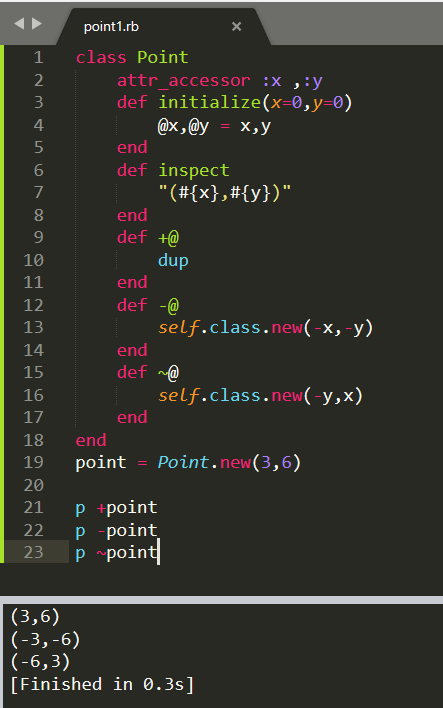 point1.rb ×
1 class Point
2     attr_accessor :x ,:y
3     def initialize(x=0,y=0)
4         @x,@y = x,y
5     end
6     def inspect
7         "(#{x},#{y})"
8     end
9     def +@
10         dup
11     end
12     def -@
13         self.class.new(-x,-y)
14     end
15     def ~@
16         self.class.new(-y,x)
17     end
18 end
19 point = Point.new(3,6)
20
21 p +point
22 p -point
23 p ~point
(3,6)
(-3,-6)
(-6,3)
[Finished in 0.3s]